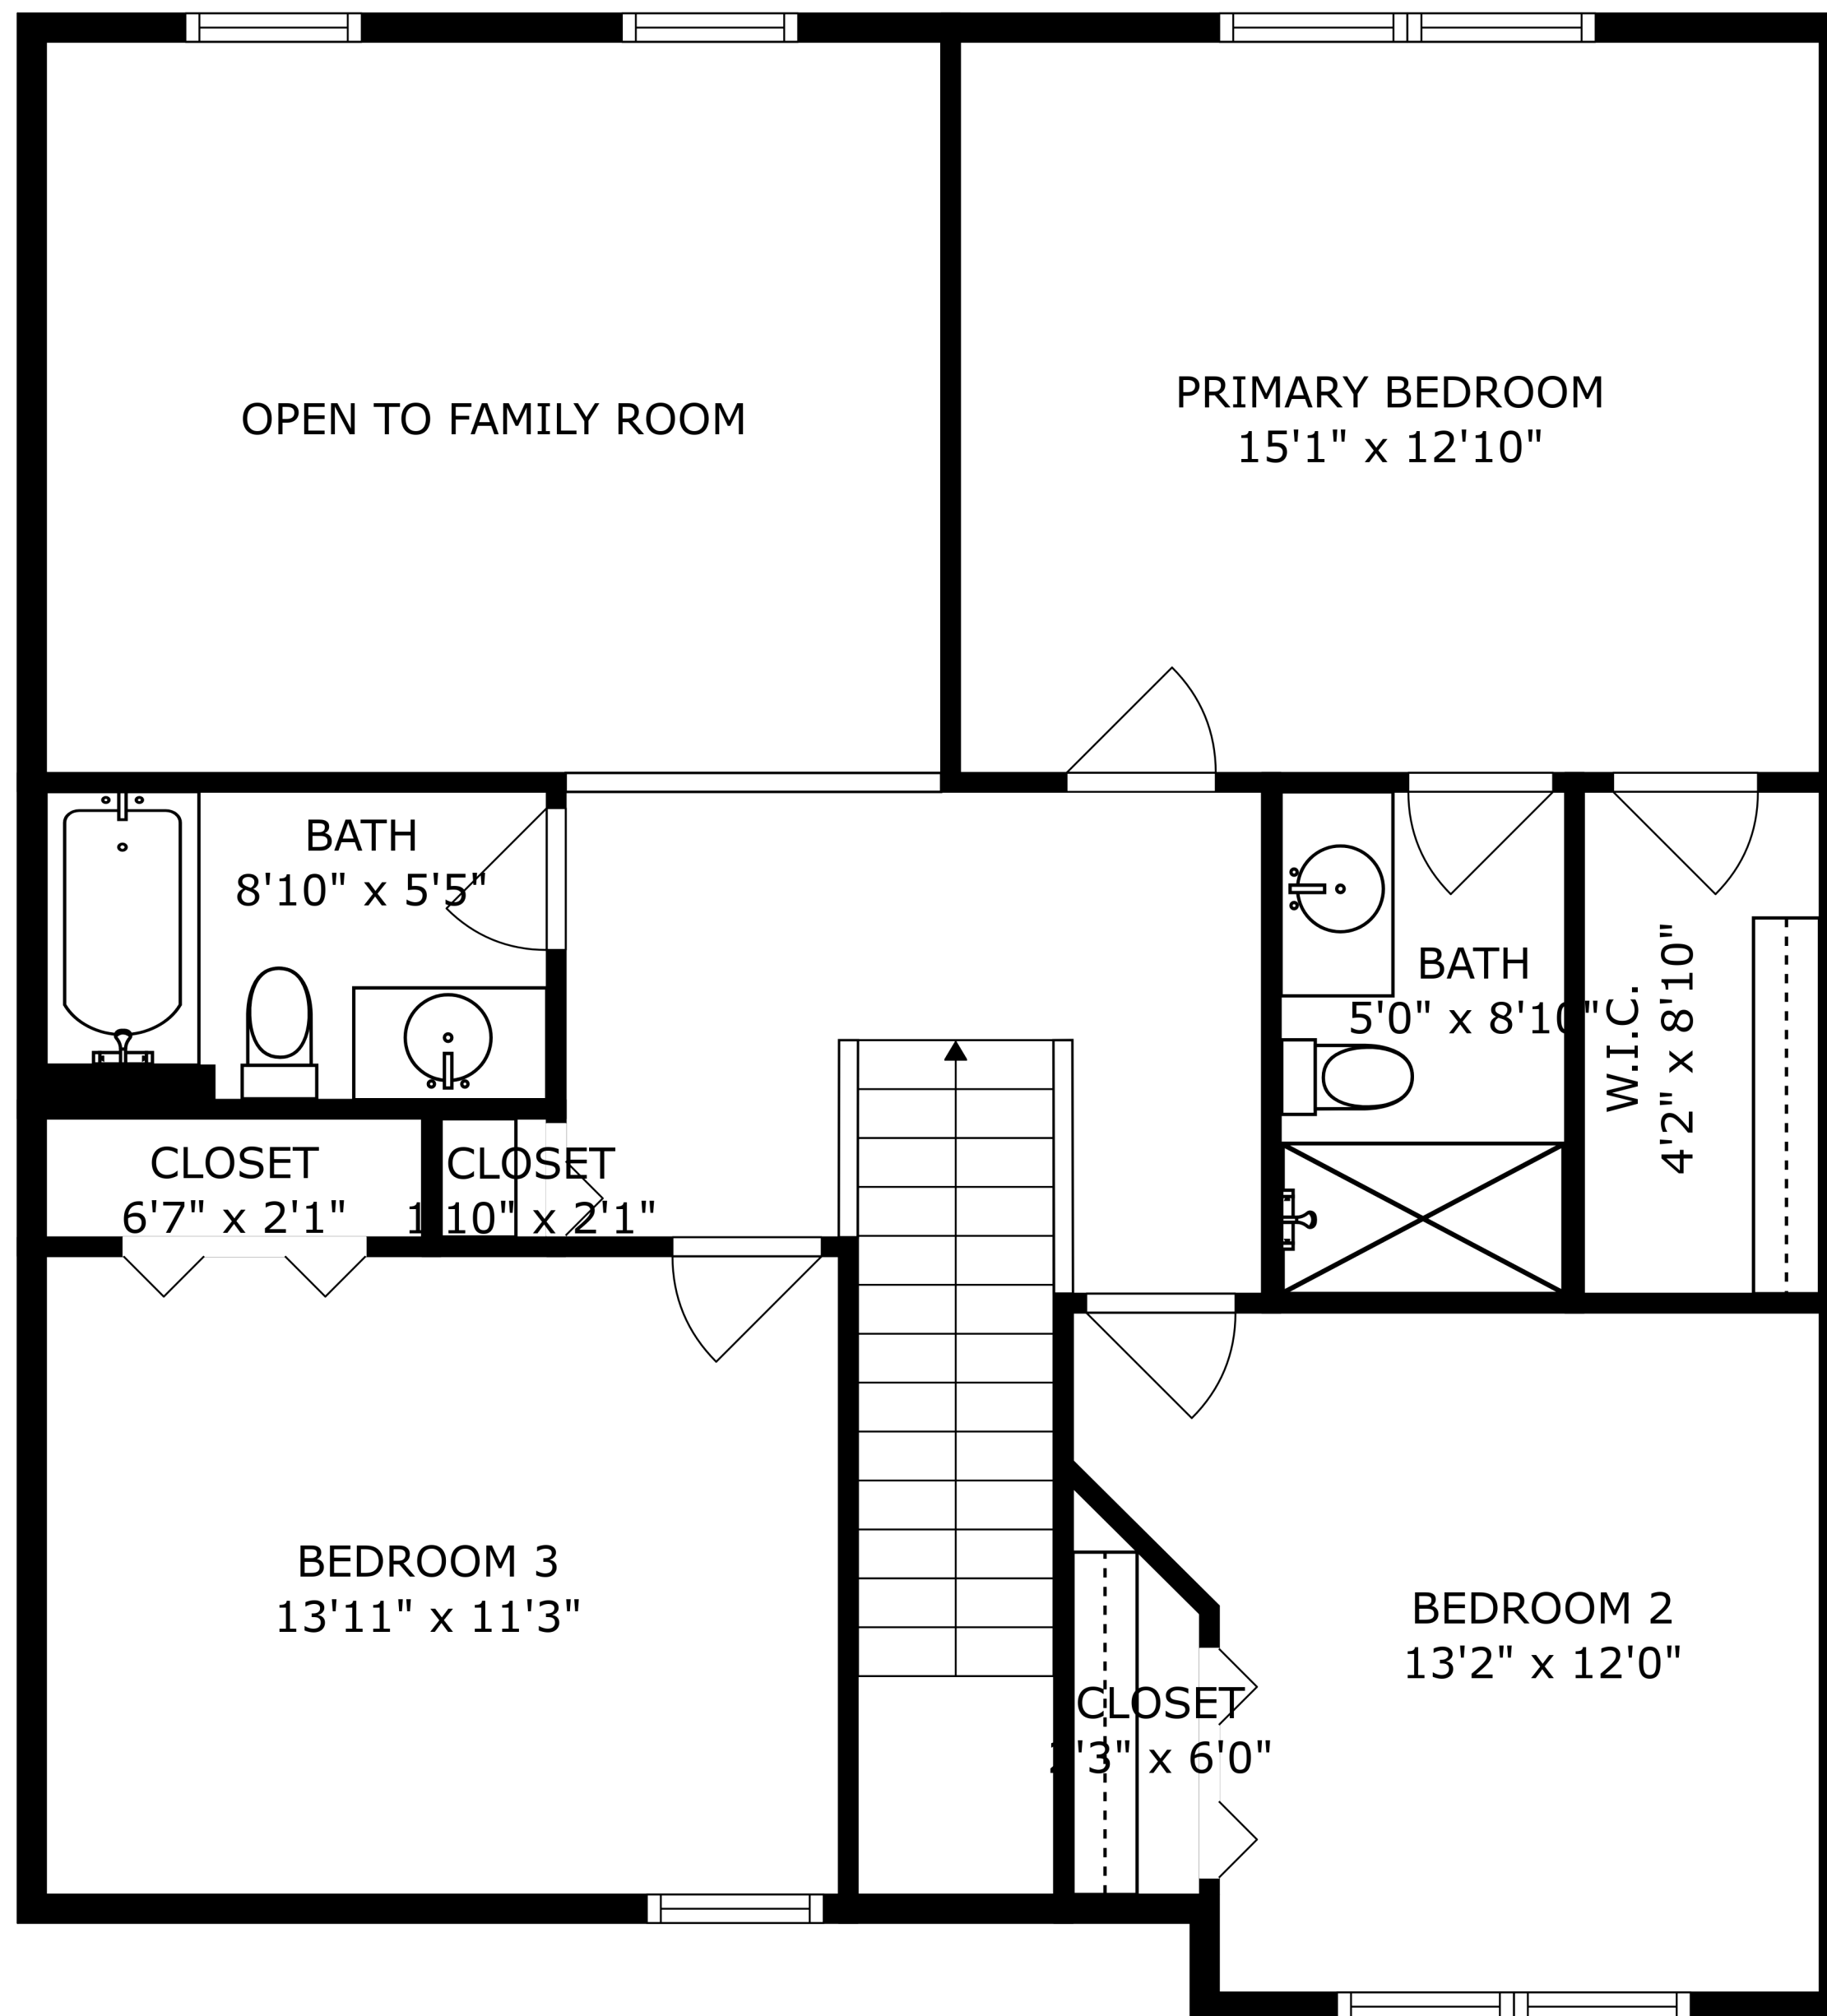 OPEN TO FAMILY ROOM
PRIMARY BEDROOM
15'1" x 12'10"
BATH
8'10" x 5'5"
BATH
5'0" x 8'10"
W.I.C.
4'2" x 8'10"
CLOSET
6'7" x 2'1"
CLOSET
1'10" x 2'1"
BEDROOM 3
13'11" x 11'3"
BEDROOM 2
13'2" x 12'0"
CLOSET
x 6'0"